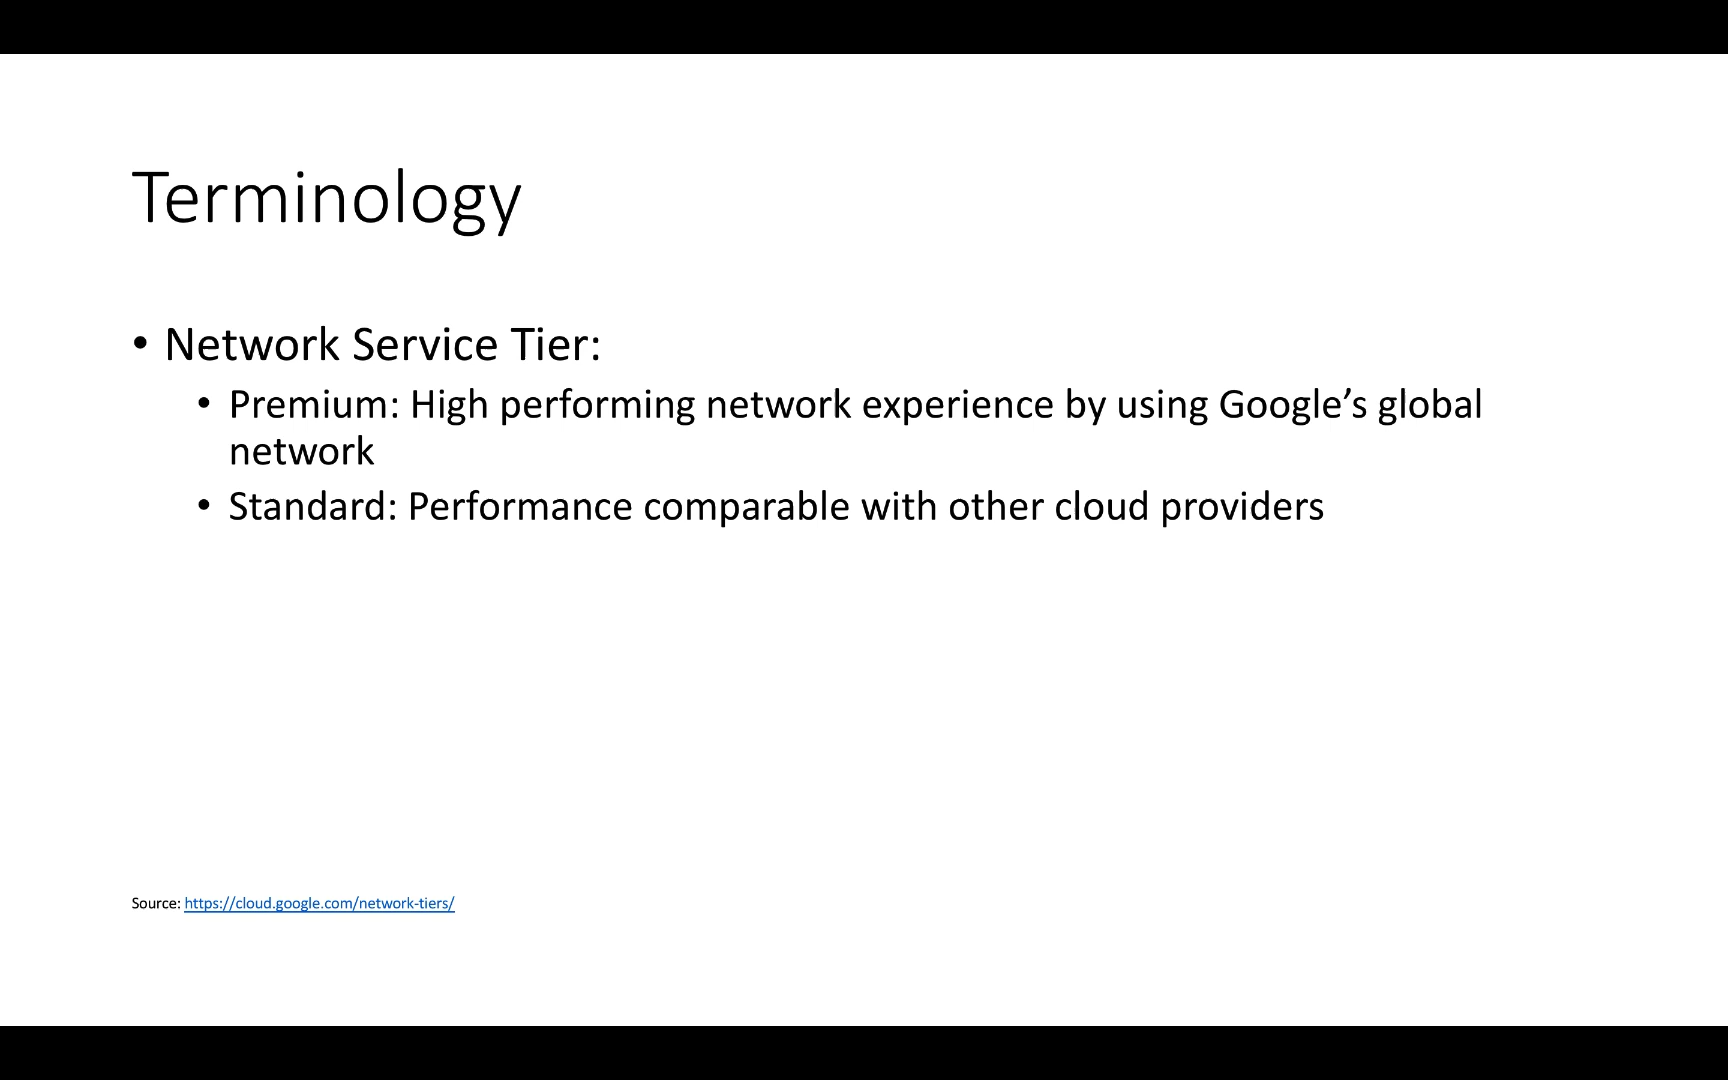 Terminology
• Network Service Tier:
• Premium: High performing network experience by using Google’s global
network
• Standard: Performance comparable with other cloud providers
Source: https://cloud.google.com/network-tiers/